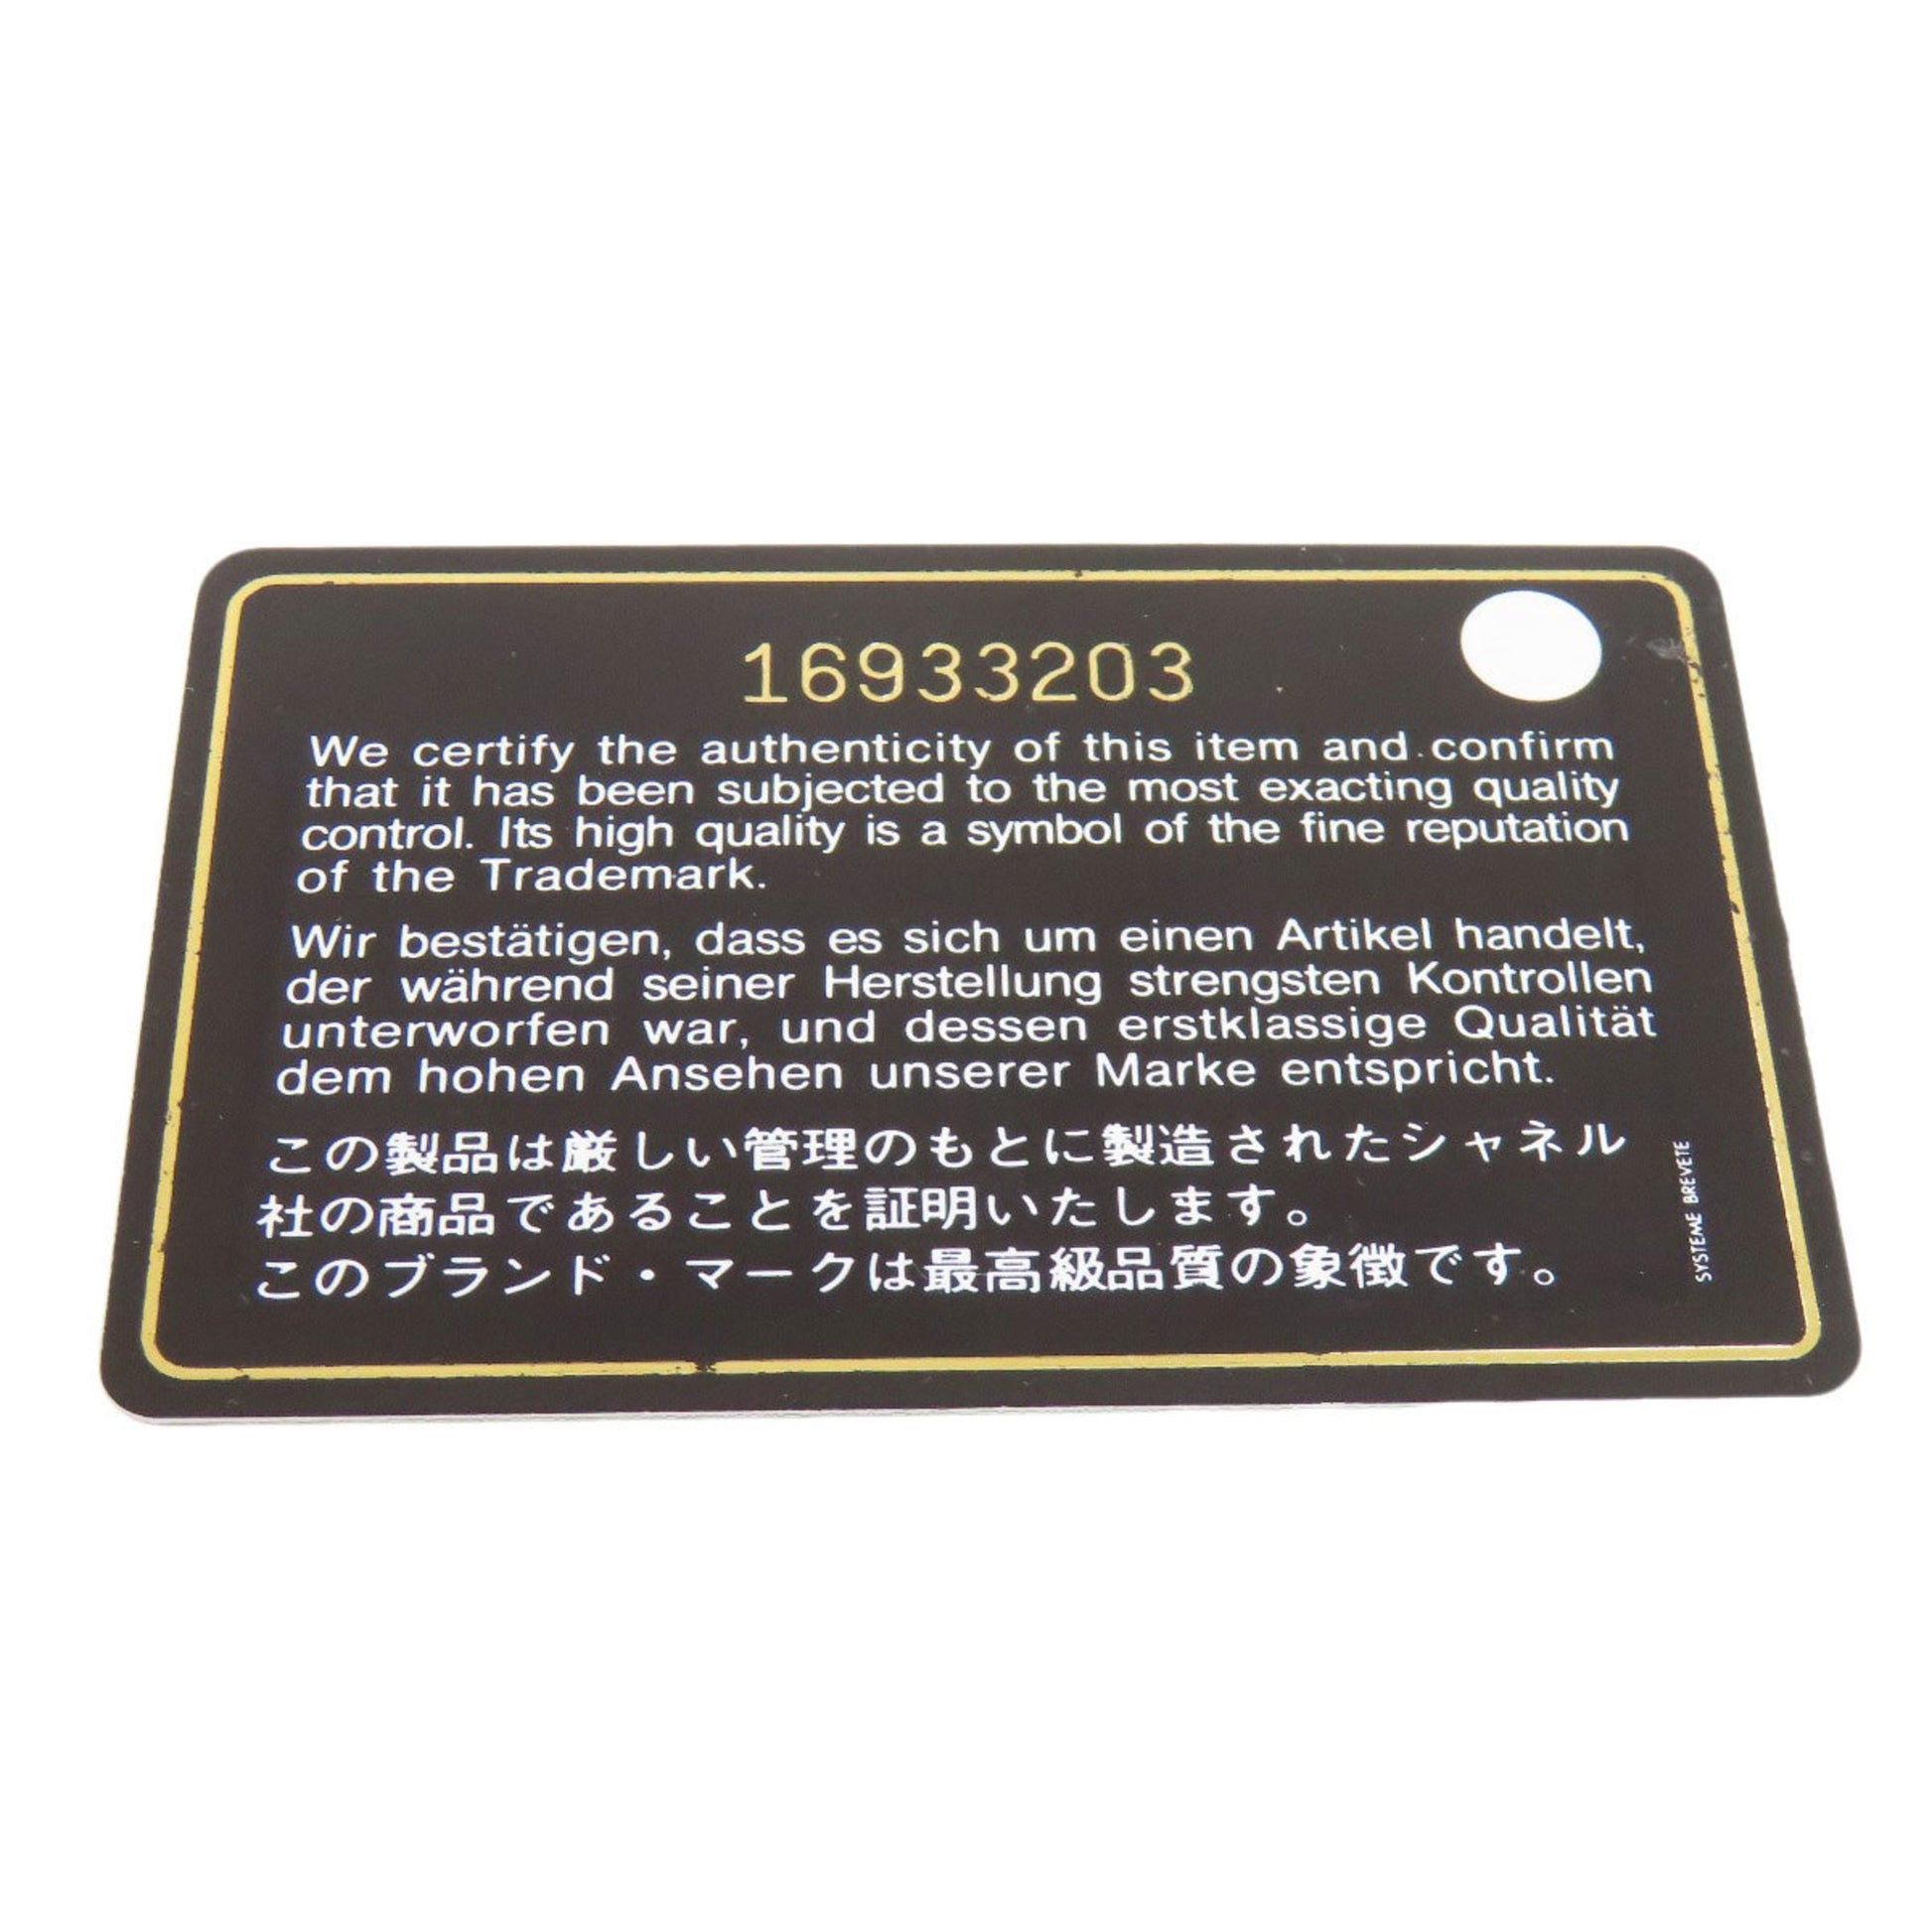 16933203
We certify the authenticity of this item and confirm
that it has been subjected to the most exacting quality
control. Its high quality is a symbol of the fine reputation
of the Trademark.
Wir bestätigen, dass es sich um einen Artikel handelt,
der während seiner Herstellung strengsten Kontrollen
unterworfen war, und dessen erstklassige Qualität
dem hohen Ansehen unserer Marke entspricht.
この製品は厳しい管理のもとに製造されたシャネル
社の商品であることを証明いたします。
このブランド・マークは最高級品質の象徴です。
SYSTEME BREVETE